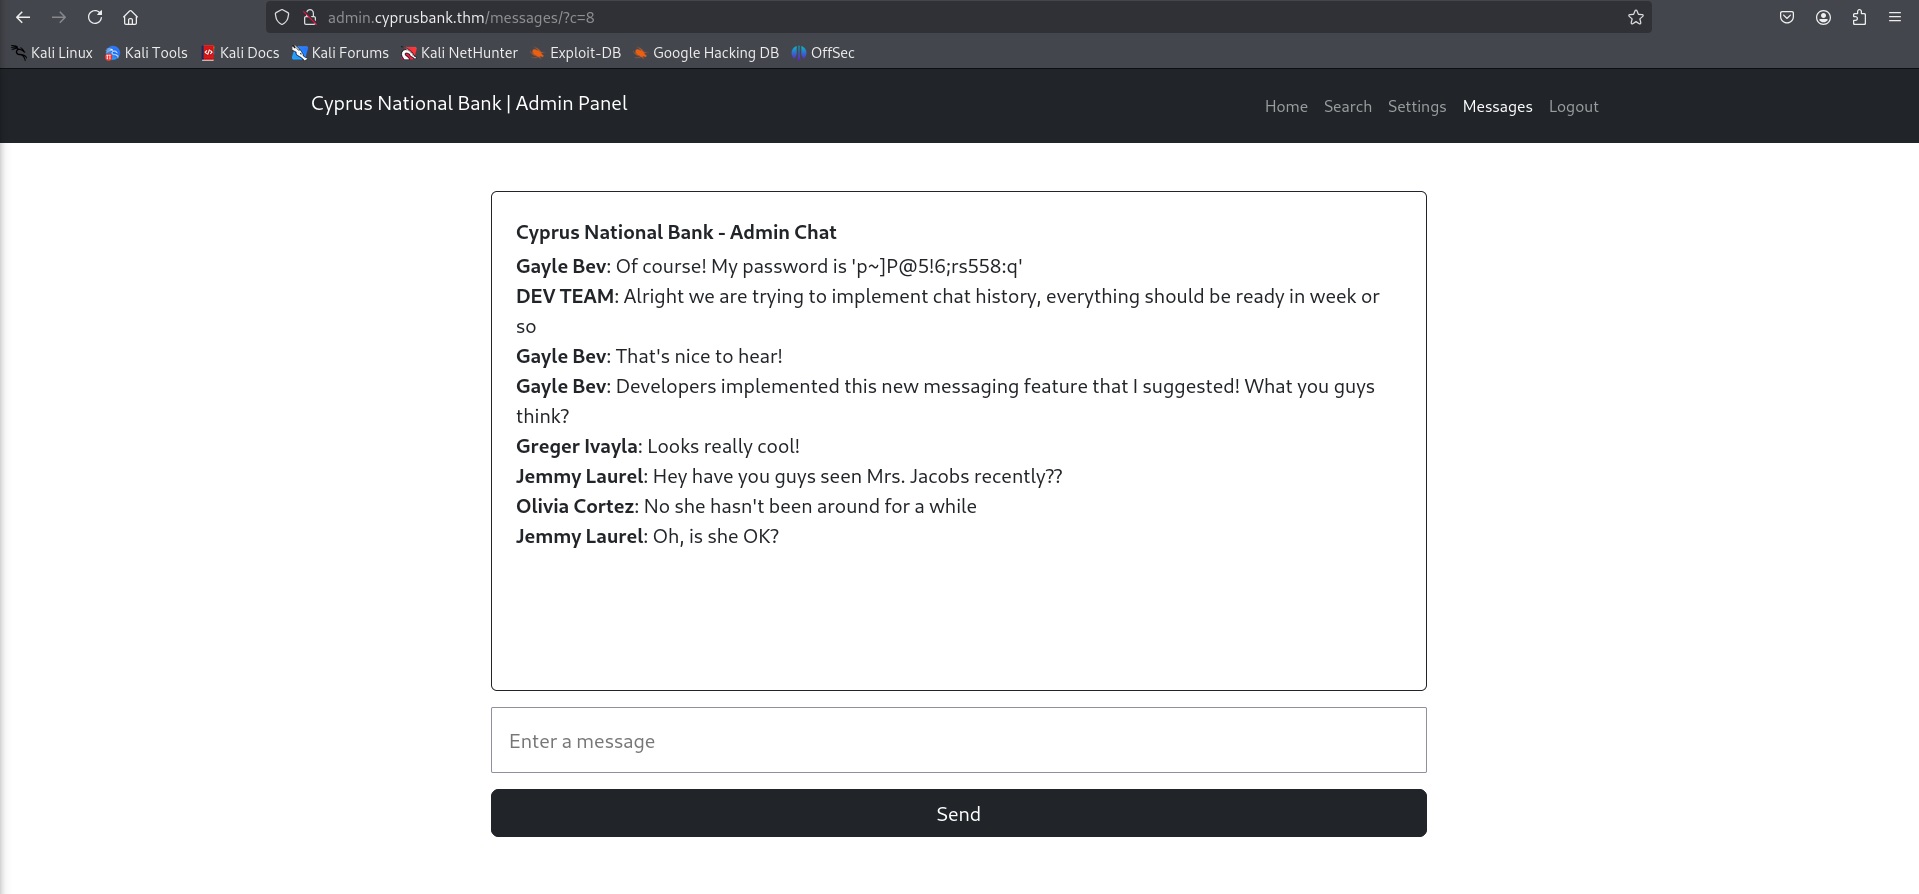 admin.cyprusbank.thm/messages/?c=8
Kali Linux Kali Tools Kali Docs Kali Forums Kali NetHunter Exploit-DB Google Hacking DB OffSec
Cyprus National Bank | Admin Panel Home Search Settings Messages Logout
Cyprus National Bank - Admin Chat
Gayle Bev: Of course! My password is 'p~]P@5!6;rs558:q'
DEV TEAM: Alright we are trying to implement chat history, everything should be ready in week or
so
Gayle Bev: That's nice to hear!
Gayle Bev: Developers implemented this new messaging feature that I suggested! What you guys
think?
Greger Ivayla: Looks really cool!
Jemmy Laurel: Hey have you guys seen Mrs. Jacobs recently??
Olivia Cortez: No she hasn't been around for a while
Jemmy Laurel: Oh, is she OK?
Enter a message
Send